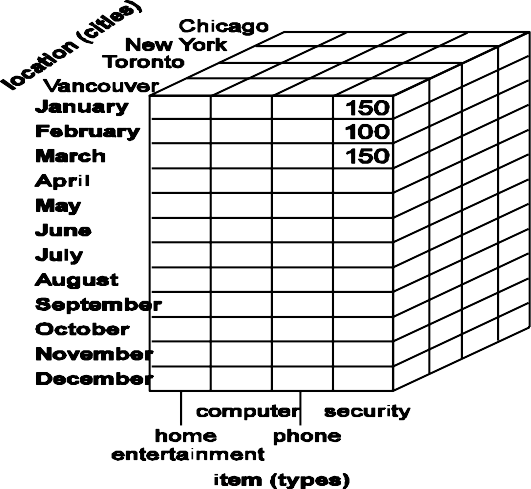 location (cities)
Chicago
New York
Toronto
Vancouver
January 150
February 100
March 150
April
May
June
July
August
September
October
November
December
computer security
home phone
entertainment
item (types)